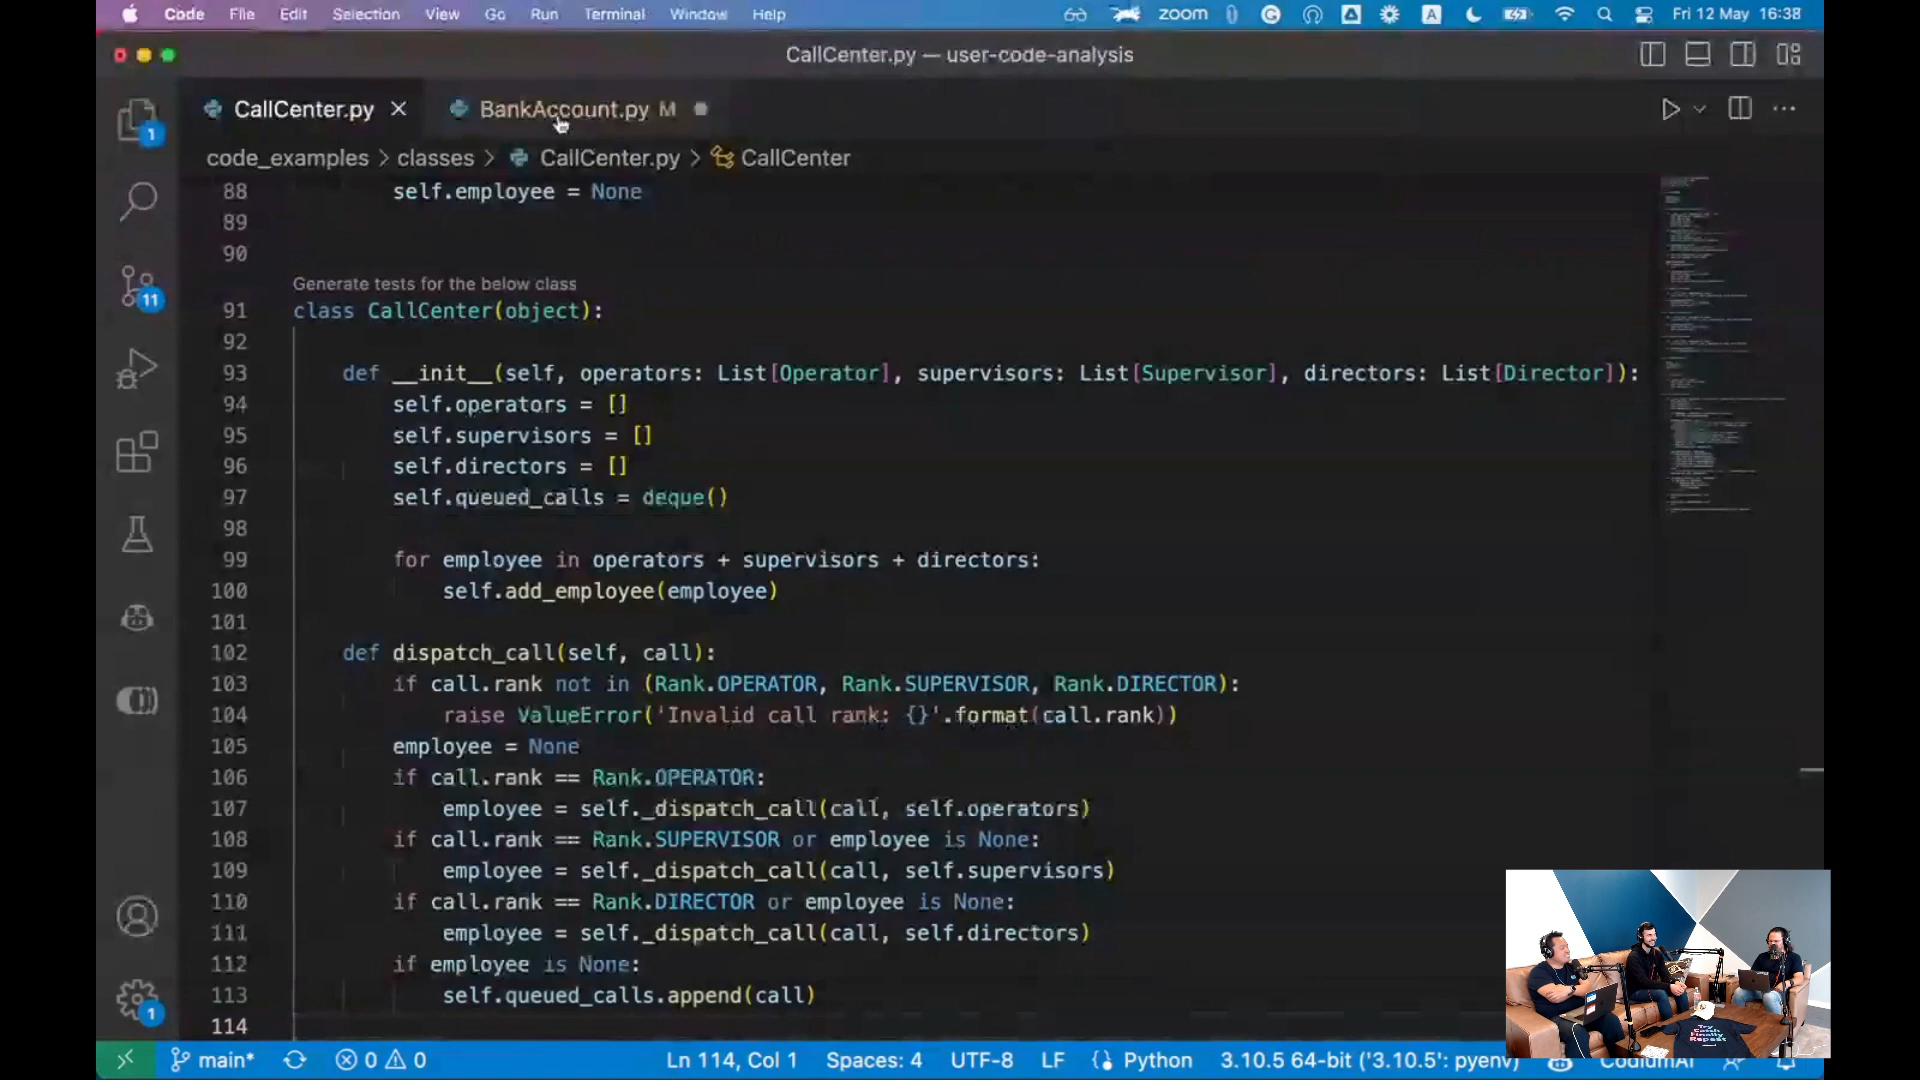 Code File Edit Selection View Go Run Terminal Window Help zoom A Fri 12 May 16:38
CallCenter.py — user-code-analysis
CallCenter.py BankAccount.py M
code_examples > classes > CallCenter.py > CallCenter
88 self.employee = None
89
90
Generate tests for the below class
91 class CallCenter(object):
92
93 def __init__(self, operators: List[Operator], supervisors: List[Supervisor], directors: List[Director]):
94 self.operators = []
95 self.supervisors = []
96 self.directors = []
97 self.queued_calls = deque()
98
99 for employee in operators + supervisors + directors:
100 self.add_employee(employee)
101
102 def dispatch_call(self, call):
103 if call.rank not in (Rank.OPERATOR, Rank.SUPERVISOR, Rank.DIRECTOR):
104 raise ValueError('Invalid call rank: {}'.format(call.rank))
105 employee = None
106 if call.rank == Rank.OPERATOR:
107 employee = self._dispatch_call(call, self.operators)
108 if call.rank == Rank.SUPERVISOR or employee is None:
109 employee = self._dispatch_call(call, self.supervisors)
110 if call.rank == Rank.DIRECTOR or employee is None:
111 employee = self._dispatch_call(call, self.directors)
112 if employee is None:
113 self.queued_calls.append(call)
114
1
11
1
Try
Catch
Finally
Repeat
main* 0 0 Ln 114, Col 1 Spaces: 4 UTF-8 LF Python 3.10.5 64-bit ('3.10.5': pyenv) CodiumAI